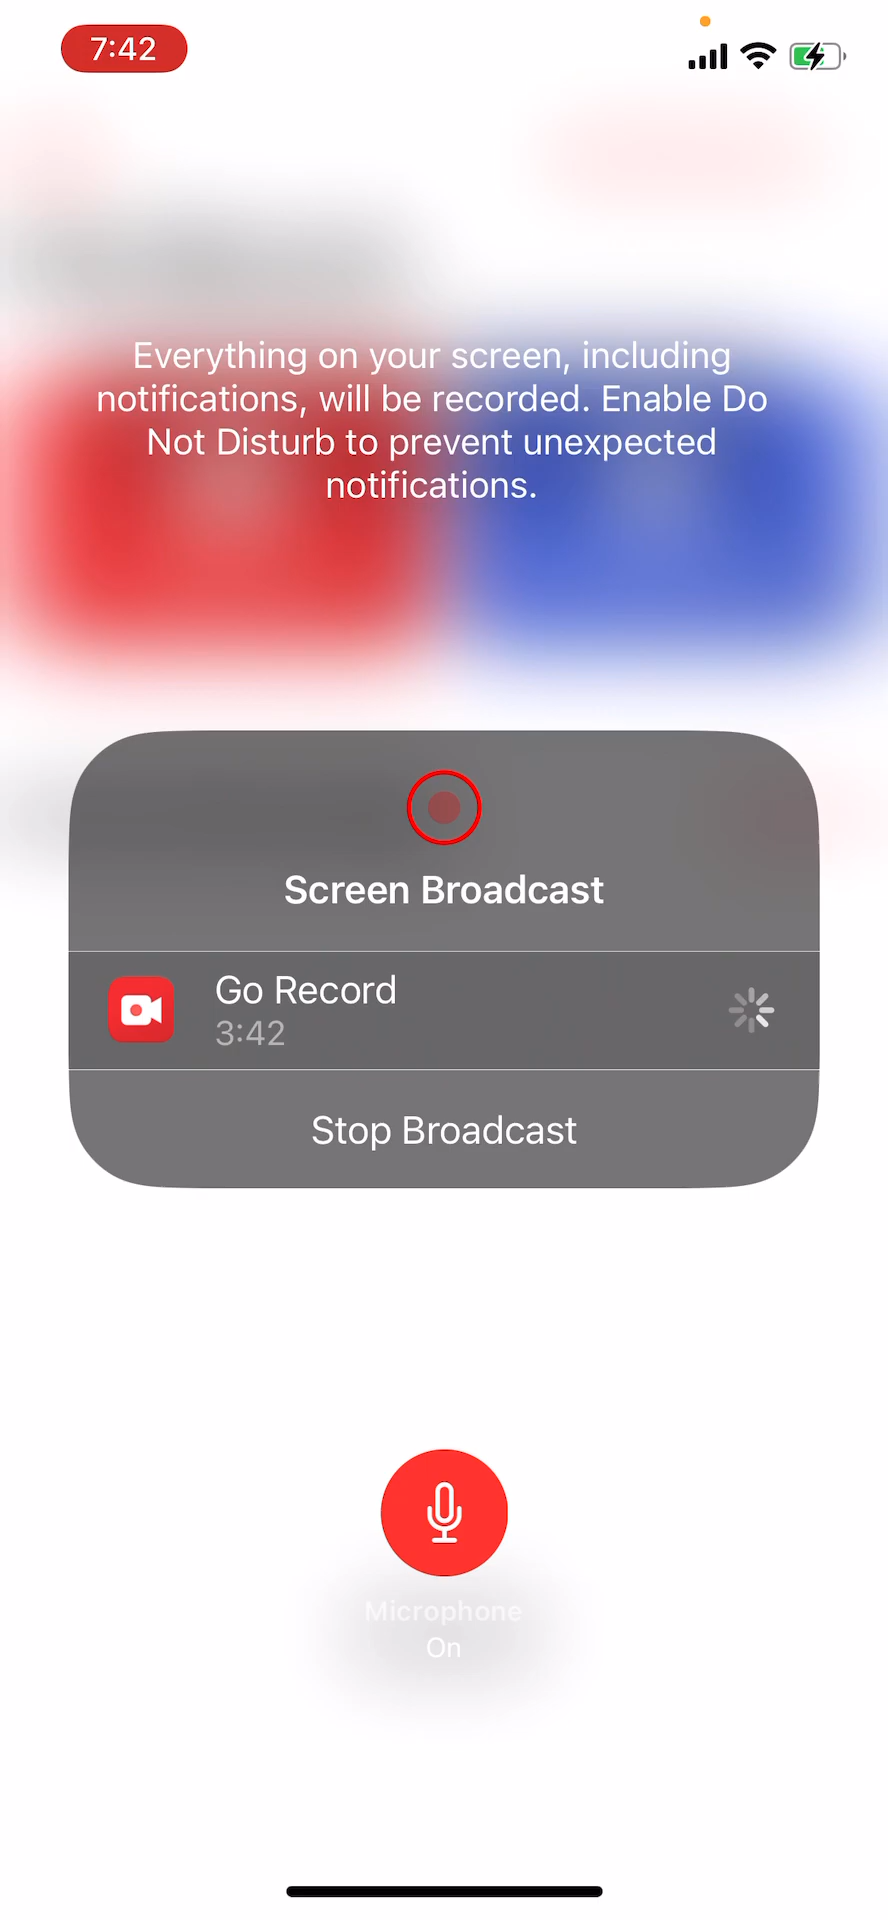 7:42
Everything on your screen, including
notifications, will be recorded. Enable Do
Not Disturb to prevent unexpected
notifications.
Screen Broadcast
Go Record
3:42
Stop Broadcast
Microphone
On